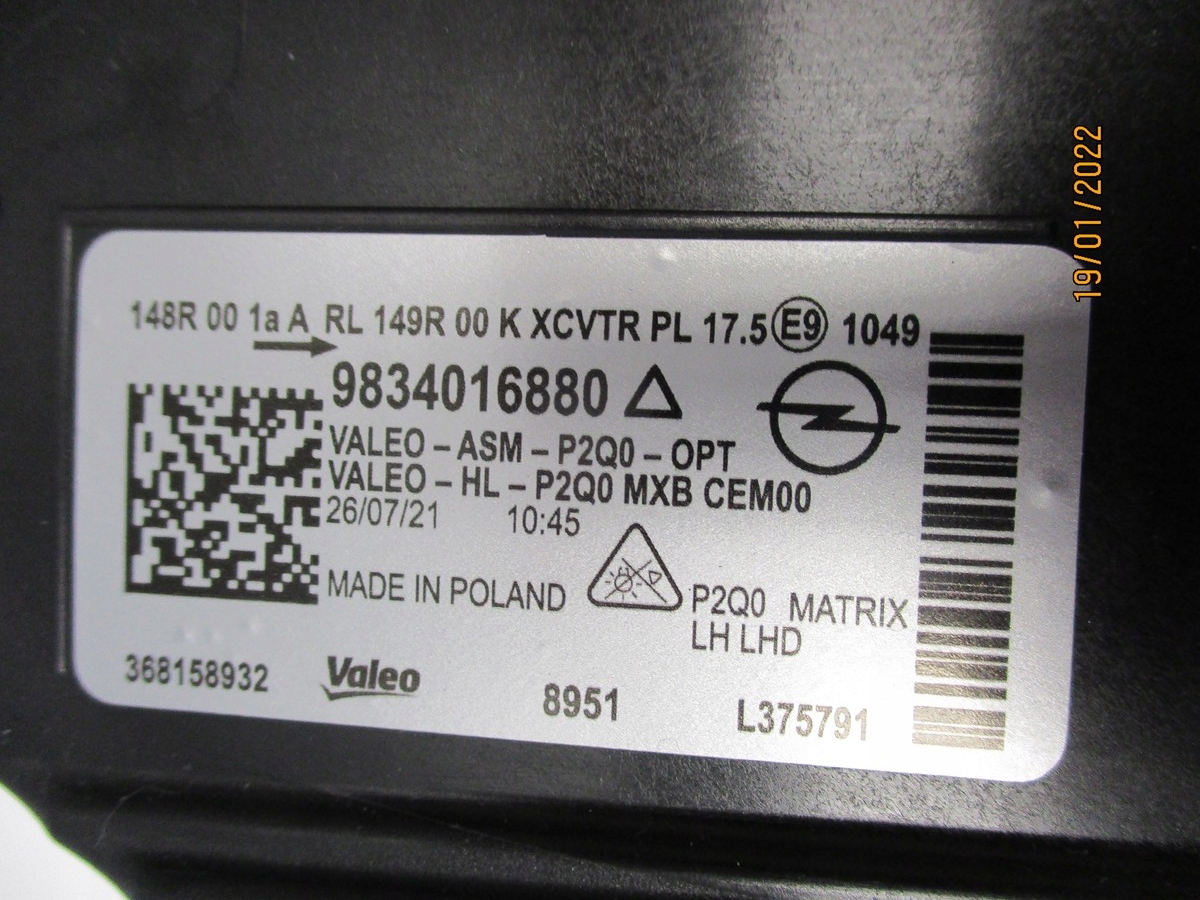 148R 00 1a A RL 149R 00 K XCVTR PL 17.5 E9 1049
9834016880
VALEO - ASM - P2Q0 - OPT
VALEO - HL - P2Q0 MXB CEM00
26/07/21 10:45
MADE IN POLAND
P2Q0 MATRIX
LH LHD
368158932 Valeo 8951 L375791
19/01/2022